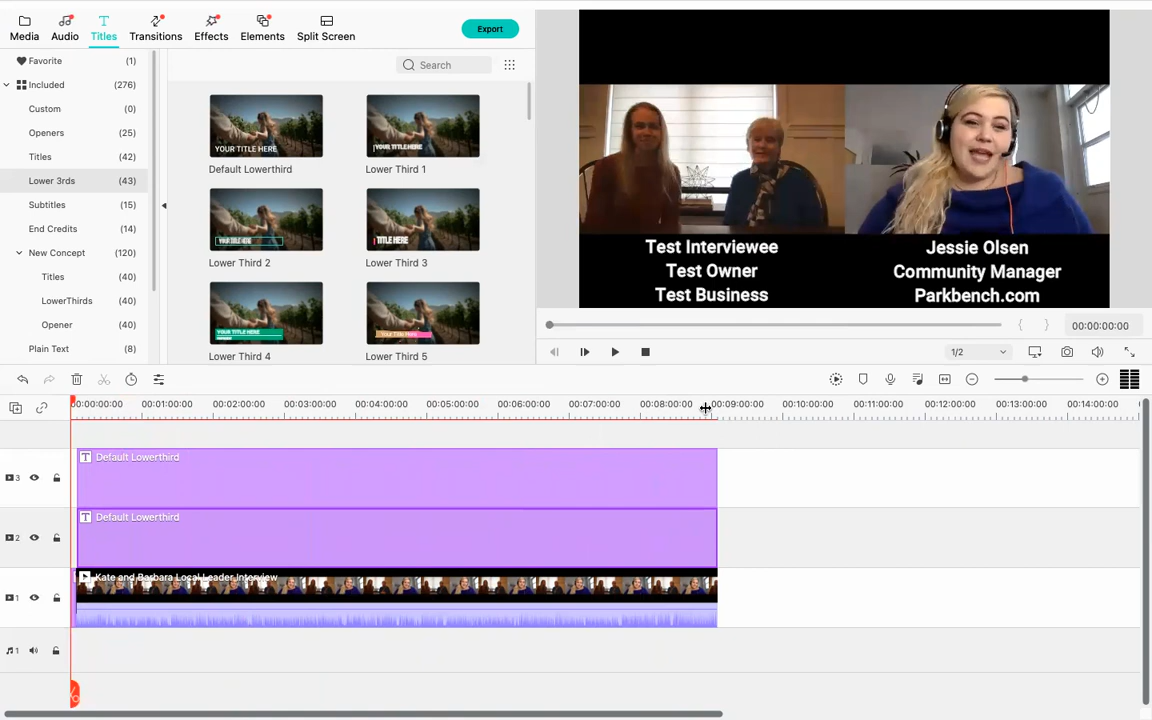 Media Audio Titles Transitions Effects Elements Split Screen
Export
Favorite (1)
Included (276)
Custom (0)
Openers (25)
Titles (42)
Lower 3rds (43)
Subtitles (15)
End Credits (14)
New Concept (120)
Titles (40)
LowerThirds (40)
Opener (40)
Plain Text (8)
Search
YOUR TITLE HERE
Default Lowerthird
YOUR TITLE HERE
Lower Third 1
YOUR TITLE HERE
Lower Third 2
TITLE HERE
Lower Third 3
YOUR TITLE HERE
Lower Third 4
Your Title Here
Lower Third 5
Test Interviewee
Test Owner
Test Business
Jessie Olsen
Community Manager
Parkbench.com
00:00:00:00
1/2
00:00:00:00 00:01:00:00 00:02:00:00 00:03:00:00 00:04:00:00 00:05:00:00 00:06:00:00 00:07:00:00 00:08:00:00 00:09:00:00 00:10:00:00 00:11:00:00 00:12:00:00 00:13:00:00 00:14:00:00
3
T Default Lowerthird
2
T Default Lowerthird
1
Kate and Barbara Local Leader Interview
1